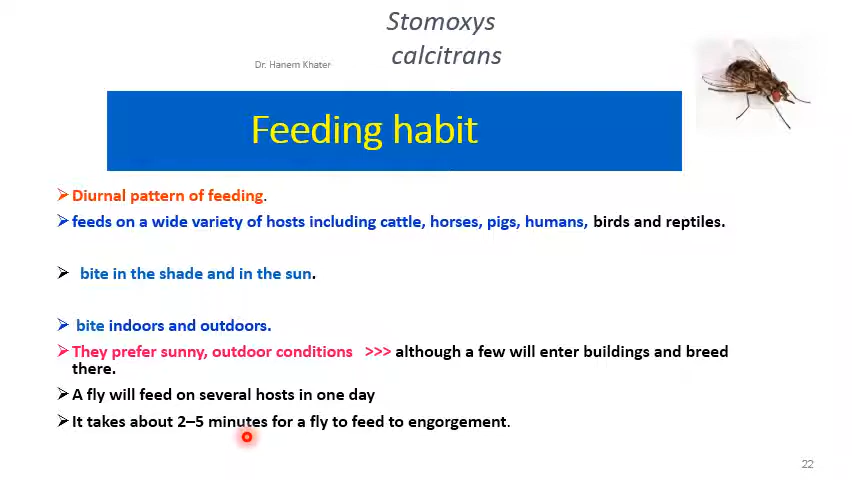 Stomoxys
calcitrans
Dr. Hanem Khater
Feeding habit
➢Diurnal pattern of feeding.
➢feeds on a wide variety of hosts including cattle, horses, pigs, humans, birds and reptiles.
➢ bite in the shade and in the sun.
➢ bite indoors and outdoors.
➢They prefer sunny, outdoor conditions >>> although a few will enter buildings and breed
there.
➢A fly will feed on several hosts in one day
➢It takes about 2–5 minutes for a fly to feed to engorgement.
22